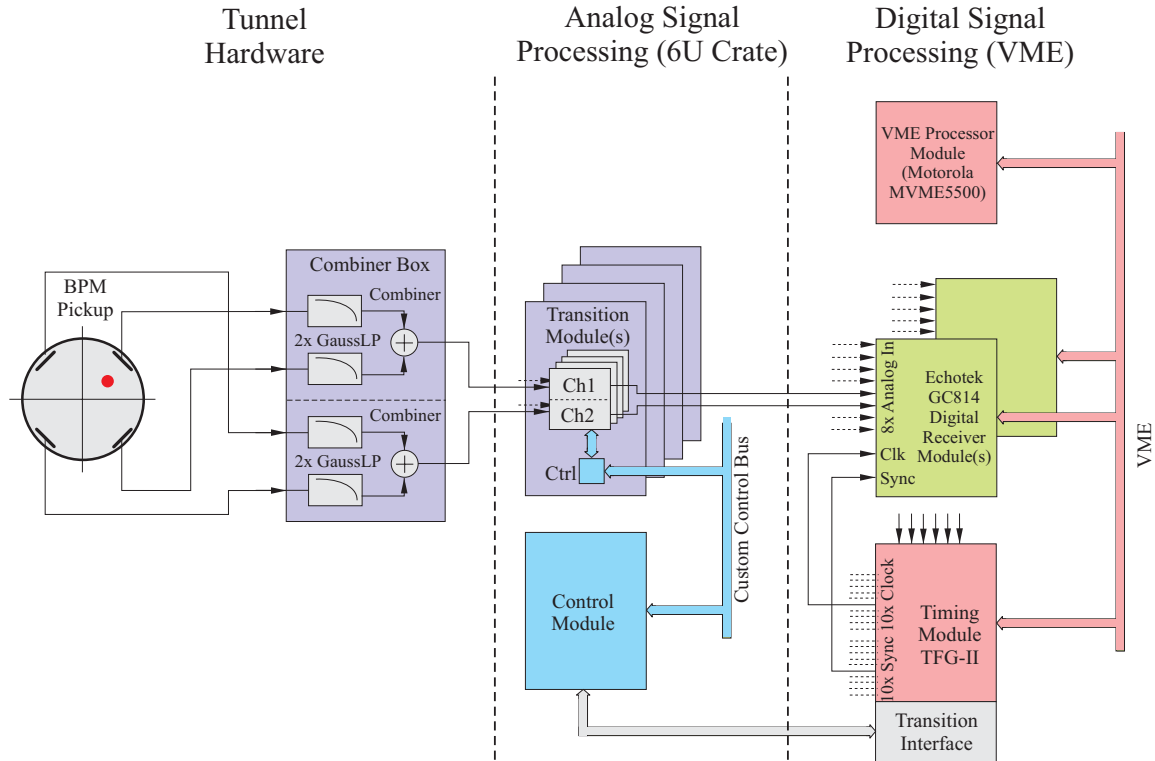 Tunnel
Hardware
Analog Signal
Processing (6U Crate)
Digital Signal
Processing (VME)
BPM
Pickup
Combiner Box
Combiner
2x GaussLP
Combiner
2x GaussLP
Transition
Module(s)
Ch1
Ch2
Ctrl
Custom Control Bus
Control
Module
VME Processor
Module
(Motorola
MVME5500)
8x Analog In
Echotek
GC814
Digital
Receiver
Module(s)
Clk
Sync
VME
10x Sync 10x Clock
Timing
Module
TFG-II
Transition
Interface